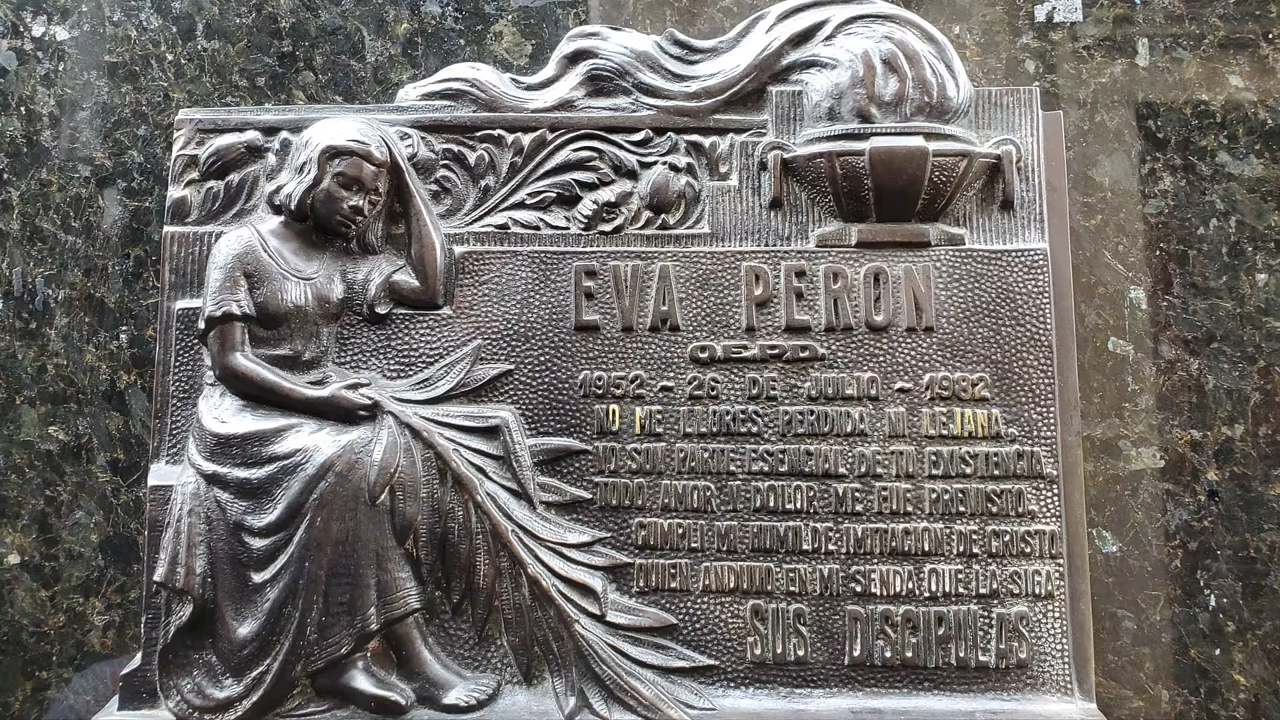 EVA PERON
Q.E.P.D.
1952 - 26 DE JULIO - 1982
NO ME LLORES PERDIDA NI LEJANA.
YO SOY PARTE ESENCIAL DE TU EXISTENCIA
TODO AMOR Y DOLOR ME FUE PREVISTO.
CUMPLI MI HUMILDE IMITACION DE CRISTO
QUIEN ANDUVO EN MI SENDA QUE LA SIGA
SUS DISCIPULAS